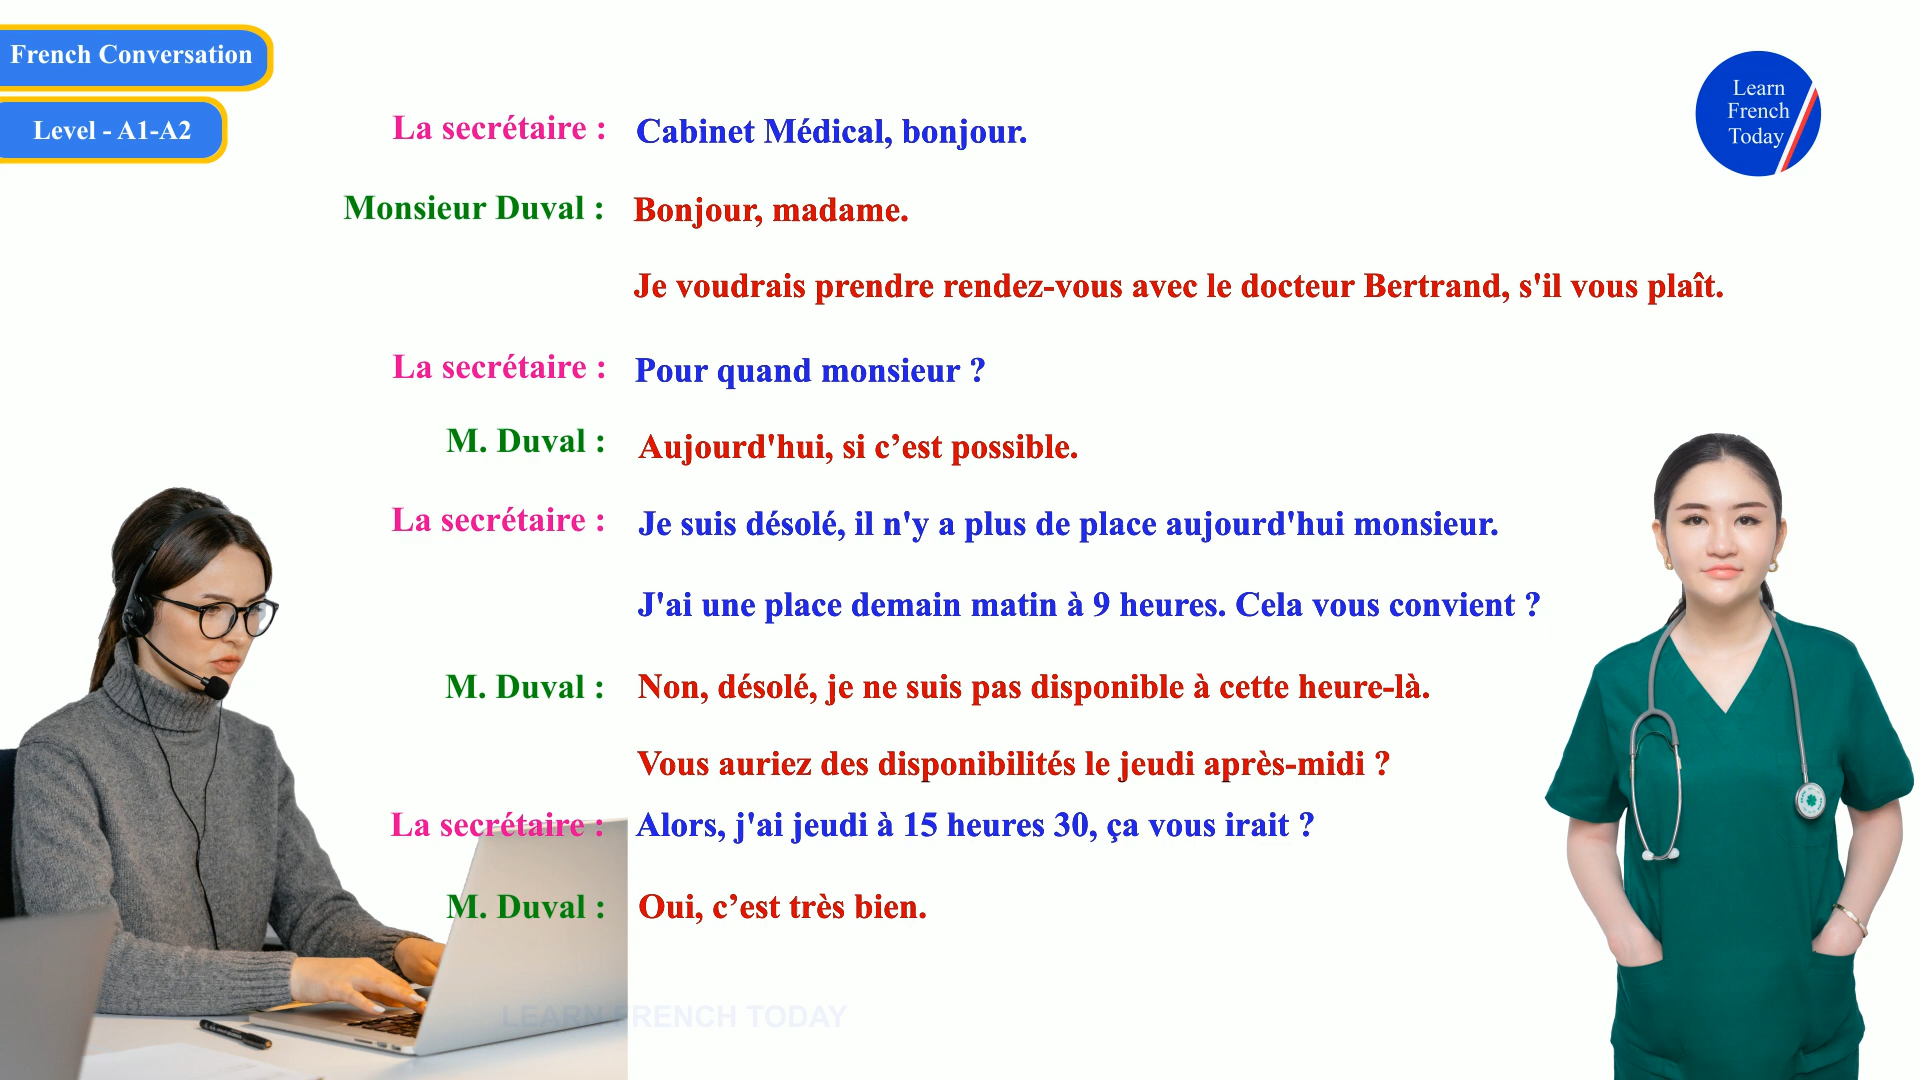 French Conversation
Level - A1-A2
Learn
French
Today
La secrétaire : Cabinet Médical, bonjour.
Monsieur Duval : Bonjour, madame.
Je voudrais prendre rendez-vous avec le docteur Bertrand, s'il vous plaît.
La secrétaire : Pour quand monsieur ?
M. Duval : Aujourd'hui, si c’est possible.
La secrétaire : Je suis désolé, il n'y a plus de place aujourd'hui monsieur.
J'ai une place demain matin à 9 heures. Cela vous convient ?
M. Duval : Non, désolé, je ne suis pas disponible à cette heure-là.
Vous auriez des disponibilités le jeudi après-midi ?
La secrétaire : Alors, j'ai jeudi à 15 heures 30, ça vous irait ?
M. Duval : Oui, c’est très bien.
LEARN FRENCH TODAY